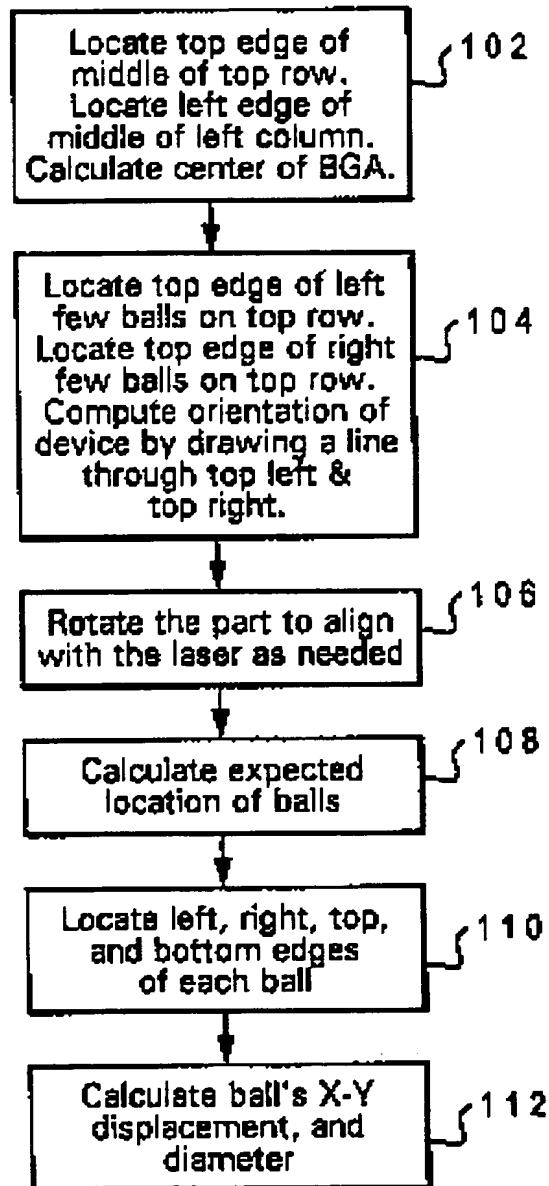 Locate top edge of
middle of top row.
Locate left edge of
middle of left column.
Calculate center of BGA.
102
Locate top edge of left
few balls on top row.
Locate top edge of right
few balls on top row.
Compute orientation of
device by drawing a line
through top left &
top right.
104
Rotate the part to align
with the laser as needed
106
Calculate expected
location of balls
108
Locate left, right, top,
and bottom edges
of each ball
110
Calculate ball's X-Y
displacement, and
diameter
112